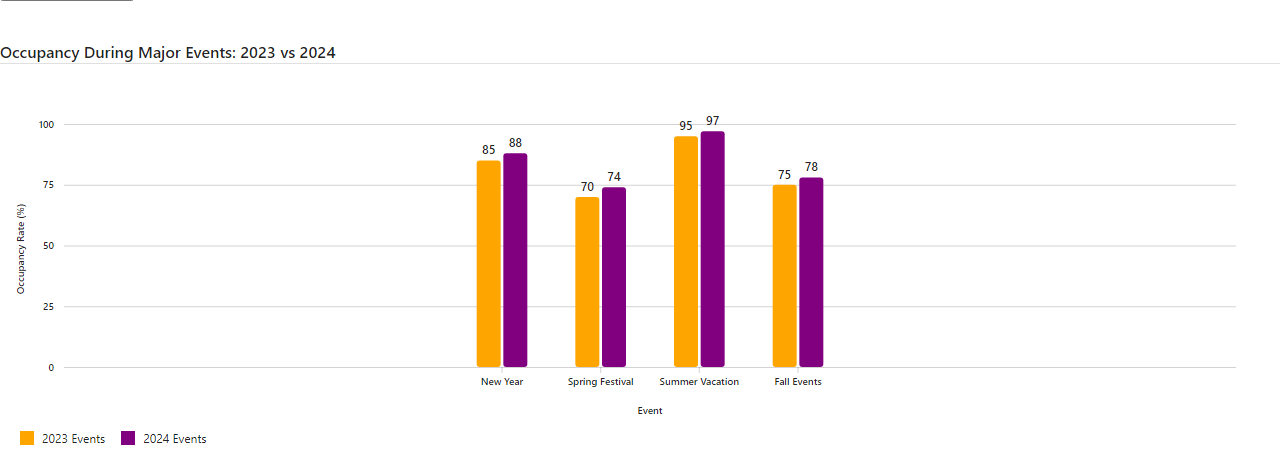 Occupancy During Major Events: 2023 vs 2024
Occupancy Rate (%)
100
75
50
25
0
85 88
70 74
95 97
75 78
New Year Spring Festival Summer Vacation Fall Events
Event
2023 Events 2024 Events